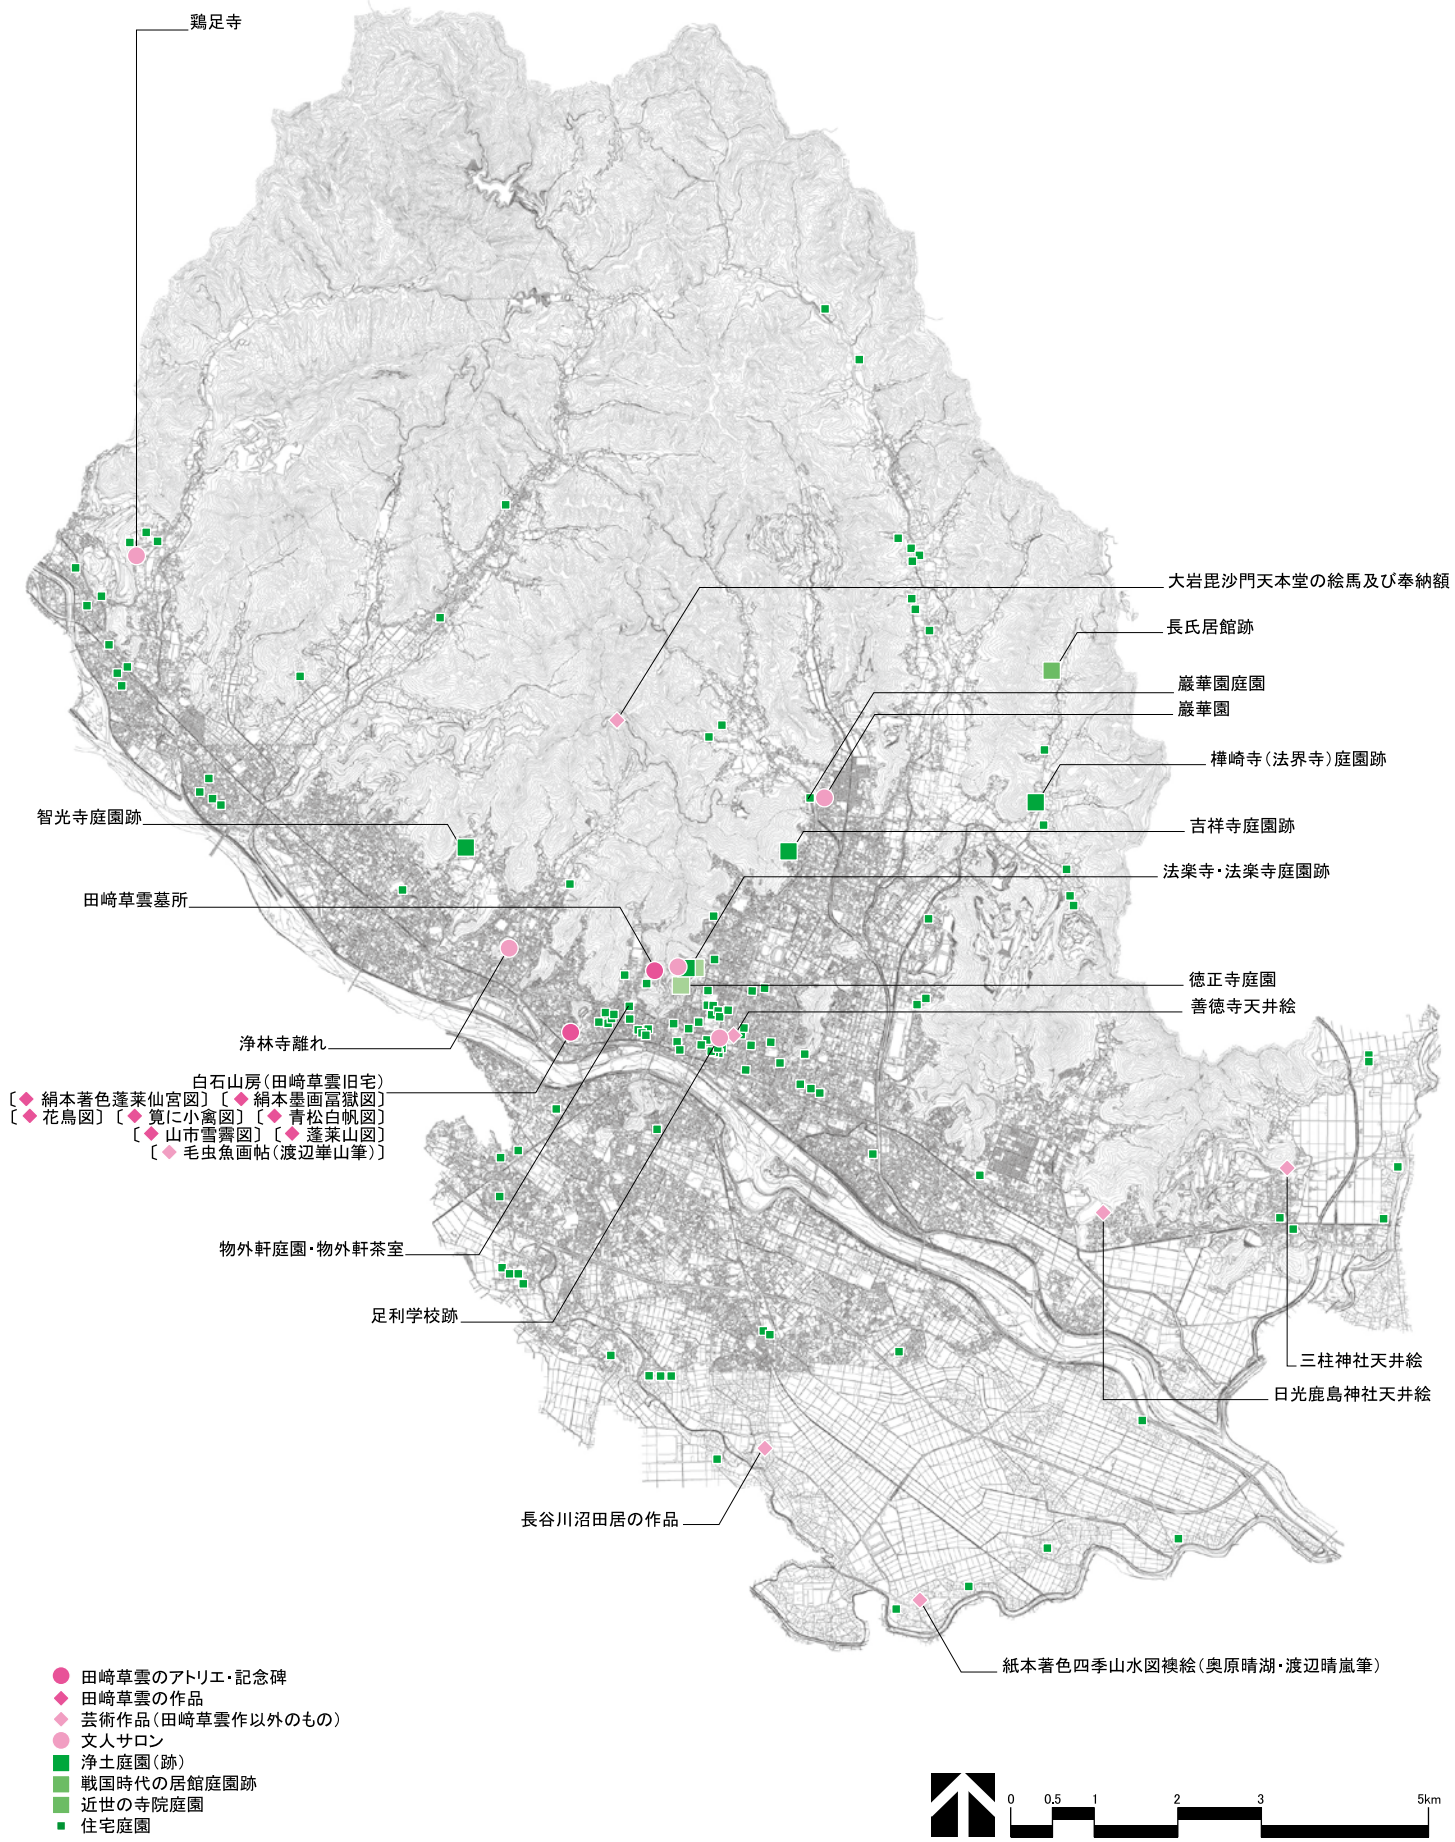 鶏足寺
大岩毘沙門天本堂の絵馬及び奉納額
長氏居館跡
巖華園庭園
巖華園
樺崎寺(法界寺)庭園跡
智光寺庭園跡
吉祥寺庭園跡
法楽寺・法楽寺庭園跡
田﨑草雲墓所
徳正寺庭園
善徳寺天井絵
浄林寺離れ
白石山房(田﨑草雲旧宅)
〔◆ 絹本著色蓬莱仙宮図〕〔◆ 絹本墨画冨嶽図〕
〔◆ 花鳥図〕〔◆ 筧に小禽図〕〔◆ 青松白帆図〕
〔◆ 山市雪霽図〕〔◆ 蓬莱山図〕
〔◆ 毛虫魚画帖(渡辺崋山筆)〕
物外軒庭園・物外軒茶室
足利学校跡
三柱神社天井絵
日光鹿島神社天井絵
長谷川沼田居の作品
紙本著色四季山水図襖絵(奥原晴湖・渡辺晴嵐筆)
田﨑草雲のアトリエ・記念碑
田﨑草雲の作品
芸術作品(田﨑草雲作以外のもの)
文人サロン
浄土庭園(跡)
戦国時代の居館庭園跡
近世の寺院庭園
住宅庭園
0 0.5 1 2 3 5km